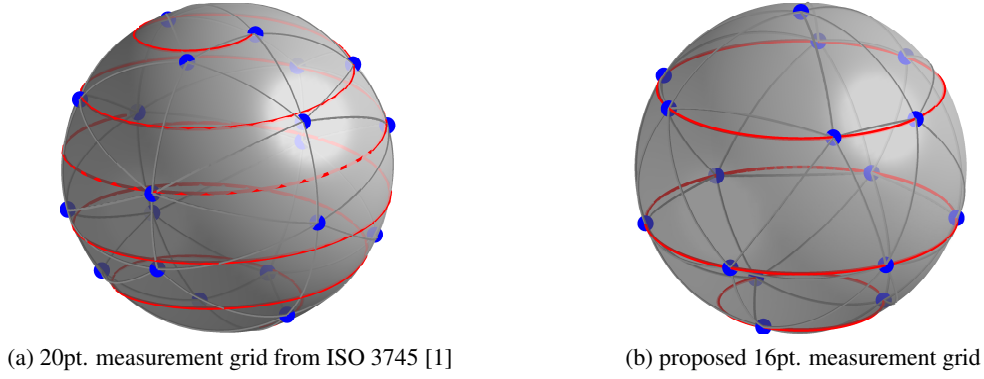 (a) 20pt. measurement grid from ISO 3745 [1]
(b) proposed 16pt. measurement grid